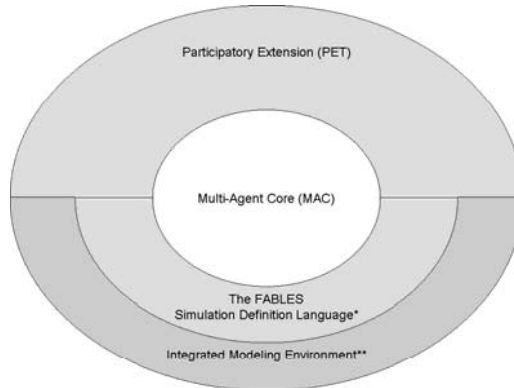 Participatory Extension (PET)
Multi-Agent Core (MAC)
The FABLES
Simulation Definition Language*
Integrated Modeling Environment**